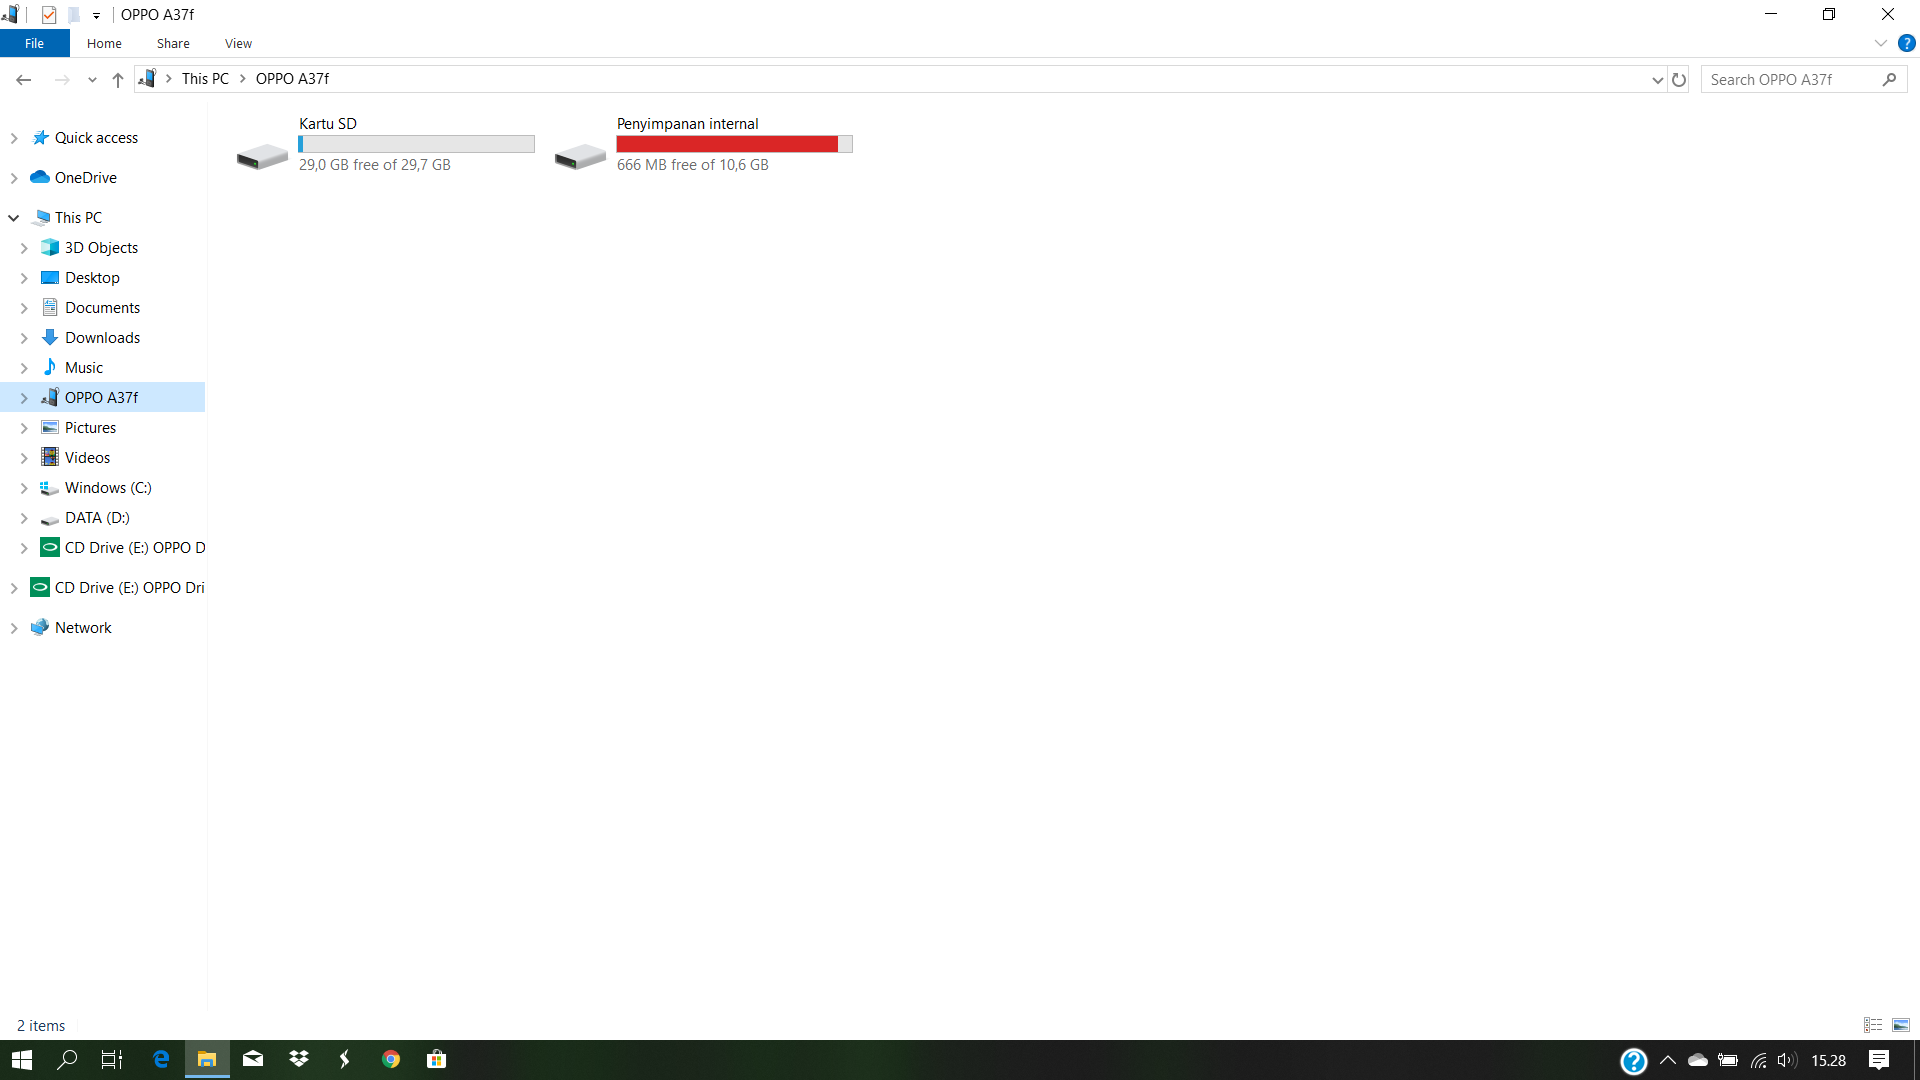 OPPO A37f
File
Home
Share
View
This PC
OPPO A37f
Search OPPO A37f
Quick access
OneDrive
This PC
3D Objects
Desktop
Documents
Downloads
Music
OPPO A37f
Pictures
Videos
Windows (C:)
DATA (D:)
CD Drive (E:) OPPO D
CD Drive (E:) OPPO Dri
Network
Kartu SD
29,0 GB free of 29,7 GB
Penyimpanan internal
666 MB free of 10,6 GB
2 items
15.28